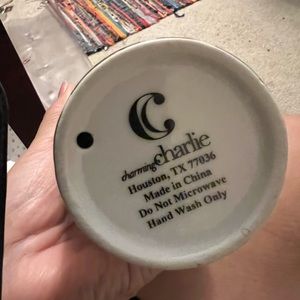 charming charlie
Houston, TX 77036
Made in China
Do Not Microwave
Hand Wash Only